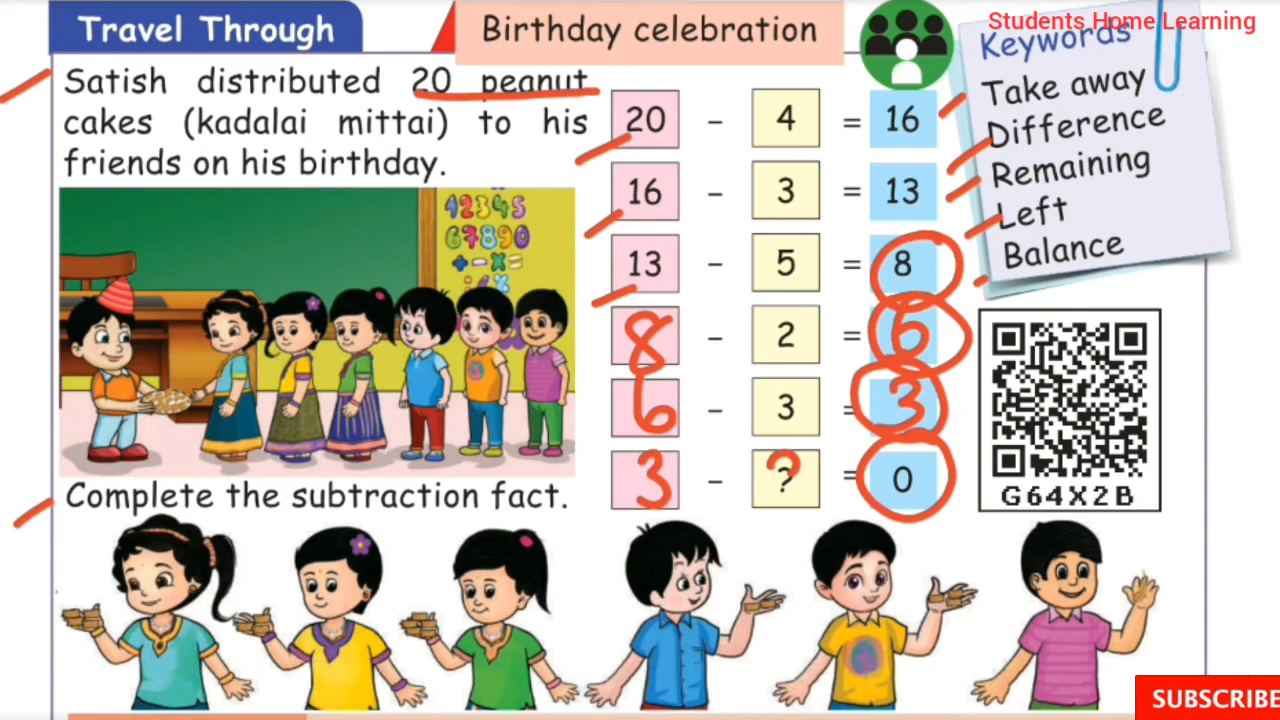 Travel Through
Birthday celebration
Students Home Learning
Keywords
Take away
Difference
Remaining
Left
Balance
Satish distributed 20 peanut
cakes (kadalai mittai) to his
friends on his birthday.
20 - 4 = 16
16 - 3 = 13
13 - 5 = 8
8 - 2 = 6
6 - 3 = 3
3 - ? = 0
12345
67890
+ - x =
Complete the subtraction fact.
G64X2B
SUBSCRIBE